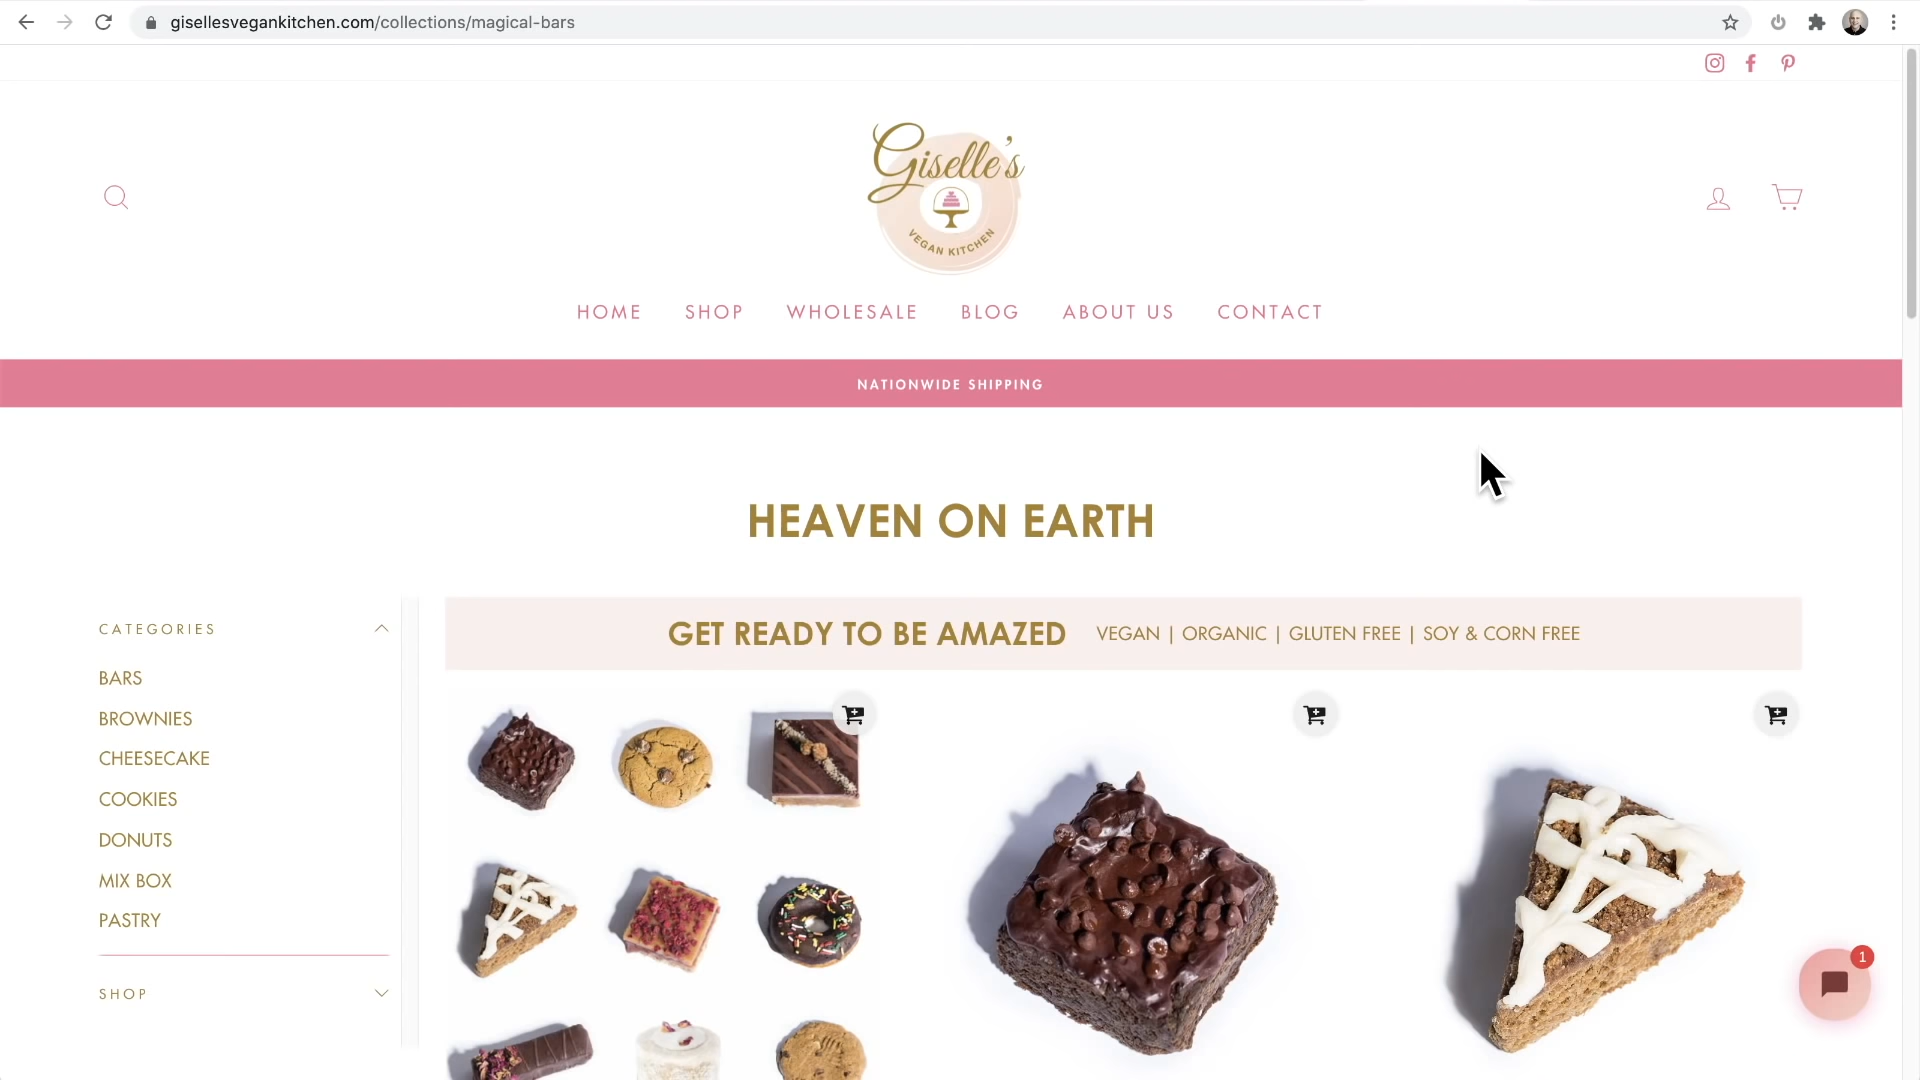 gisellesvegankitchen.com/collections/magical-bars
Giselle's
VEGAN KITCHEN
HOME SHOP WHOLESALE BLOG ABOUT US CONTACT
NATIONWIDE SHIPPING
HEAVEN ON EARTH
CATEGORIES
BARS
BROWNIES
CHEESECAKE
COOKIES
DONUTS
MIX BOX
PASTRY
SHOP
GET READY TO BE AMAZED VEGAN | ORGANIC | GLUTEN FREE | SOY & CORN FREE
1